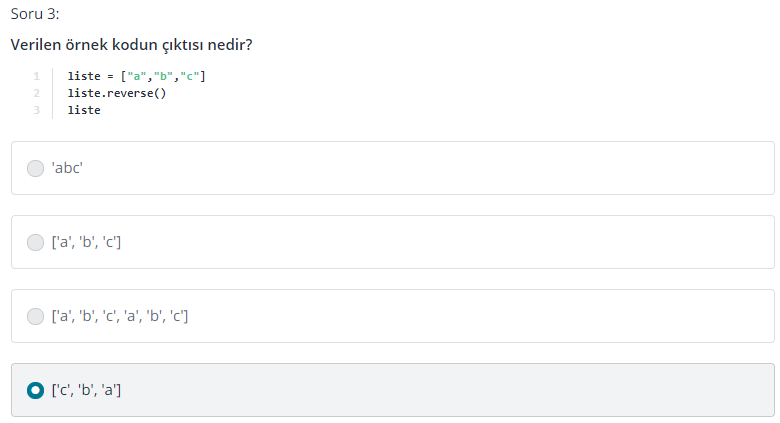 Soru 3:
Verilen örnek kodun çıktısı nedir?
1 liste = ["a","b","c"]
2 liste.reverse()
3 liste
'abc'
['a', 'b', 'c']
['a', 'b', 'c', 'a', 'b', 'c']
['c', 'b', 'a']